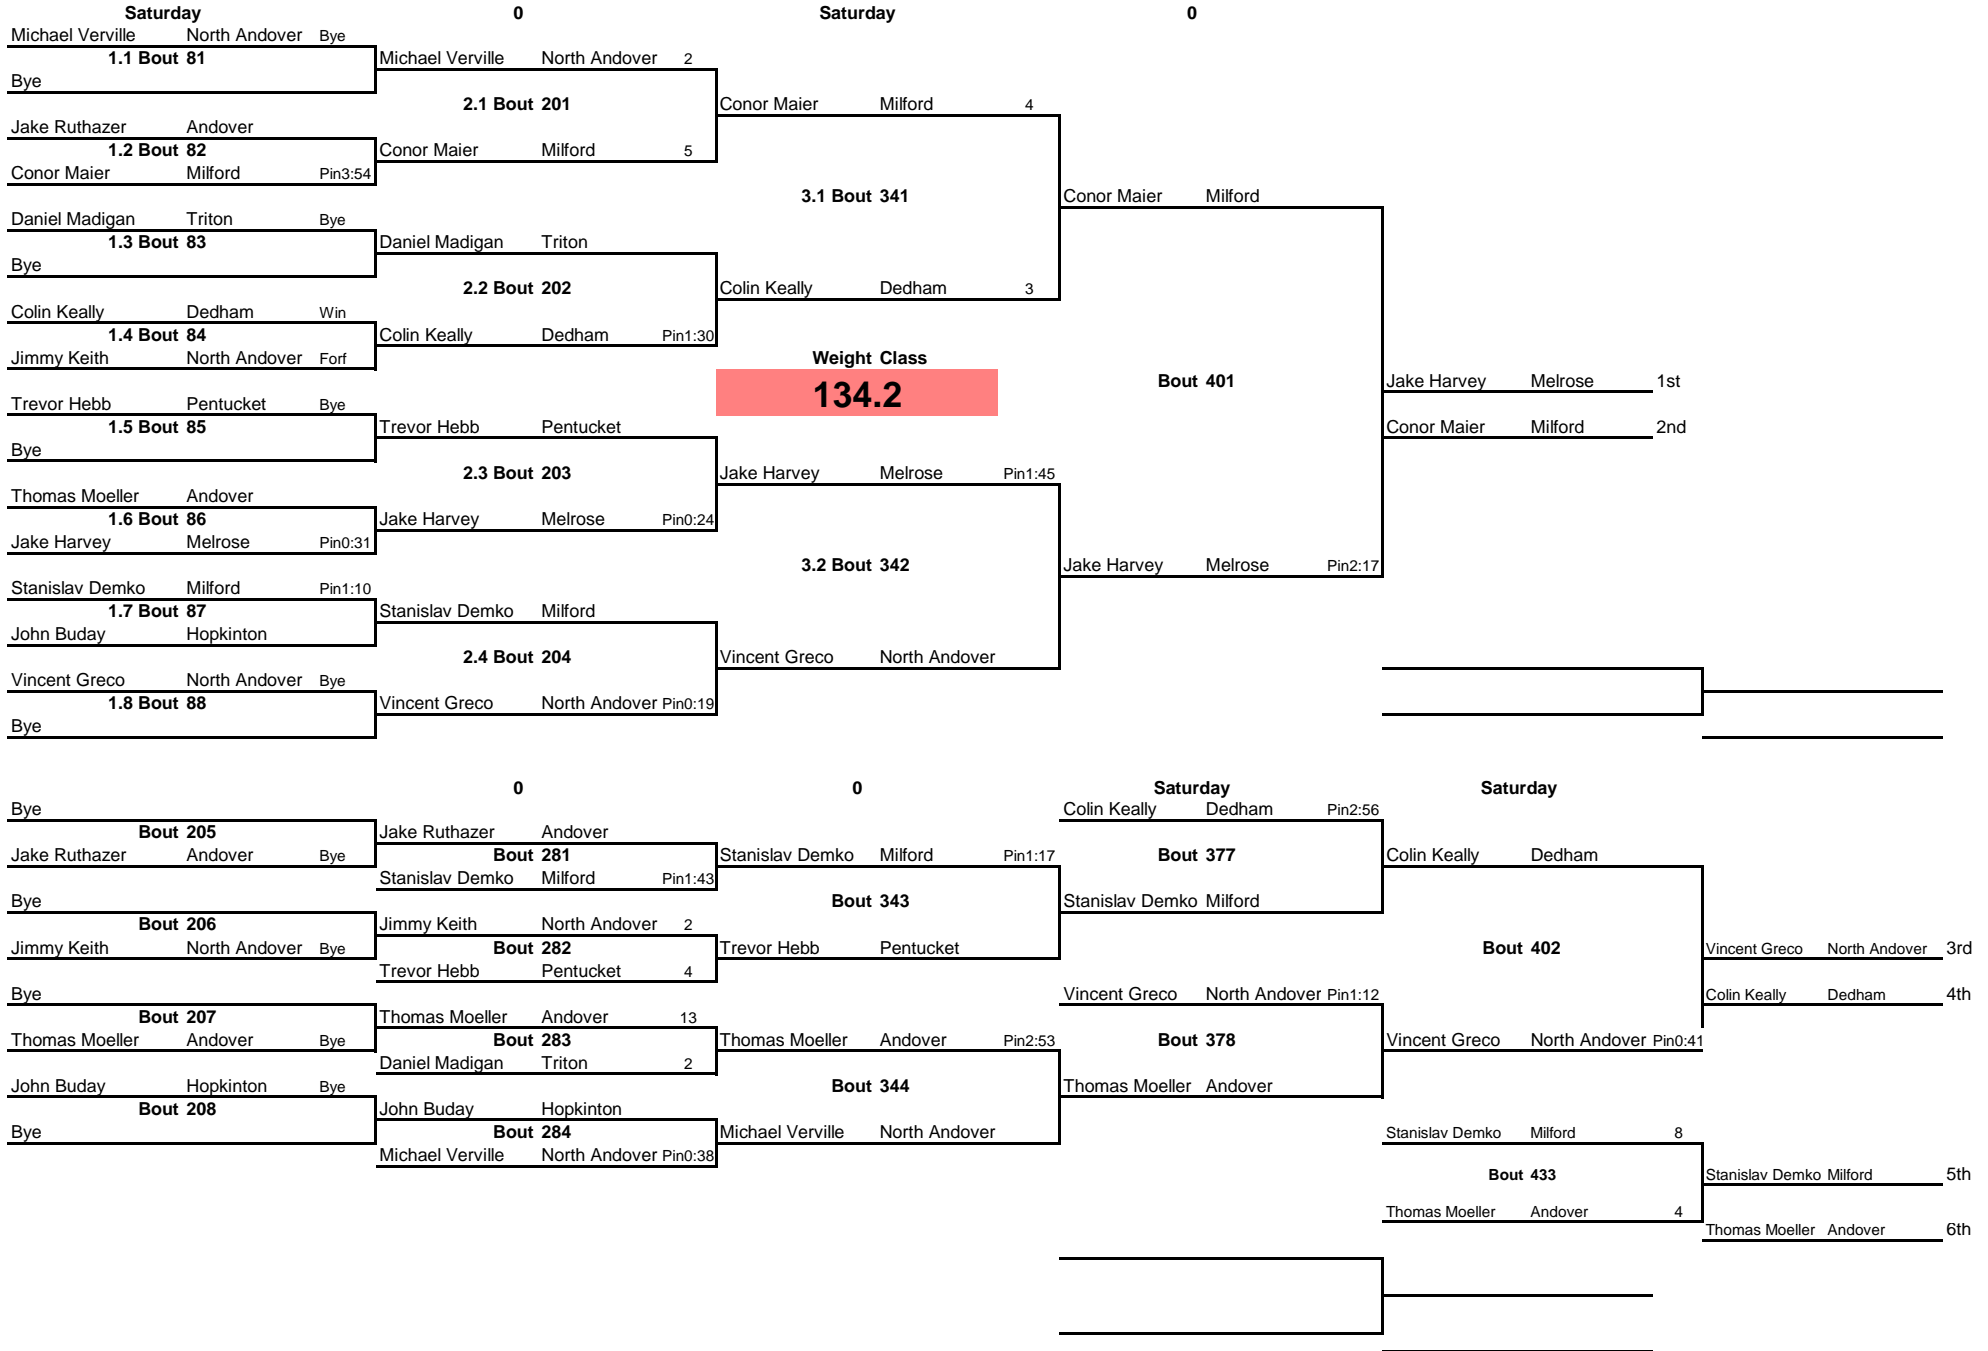 Saturday 0 Saturday 0
Michael Verville North Andover Bye
1.1 Bout 81 Michael Verville North Andover 2
Bye
2.1 Bout 201 Conor Maier Milford 4
Jake Ruthazer Andover
1.2 Bout 82 Conor Maier Milford 5
Conor Maier Milford Pin3:54
3.1 Bout 341 Conor Maier Milford
Daniel Madigan Triton Bye
1.3 Bout 83 Daniel Madigan Triton
Bye
2.2 Bout 202 Colin Keally Dedham 3
Colin Keally Dedham Win
1.4 Bout 84 Colin Keally Dedham Pin1:30
Jimmy Keith North Andover Forf Weight Class
134.2 Bout 401 Jake Harvey Melrose 1st
Trevor Hebb Pentucket Bye
1.5 Bout 85 Trevor Hebb Pentucket Conor Maier Milford 2nd
Bye
2.3 Bout 203 Jake Harvey Melrose Pin1:45
Thomas Moeller Andover
1.6 Bout 86 Jake Harvey Melrose Pin0:24
Jake Harvey Melrose Pin0:31
3.2 Bout 342 Jake Harvey Melrose Pin2:17
Stanislav Demko Milford Pin1:10
1.7 Bout 87 Stanislav Demko Milford
John Buday Hopkinton
2.4 Bout 204 Vincent Greco North Andover
Vincent Greco North Andover Bye
1.8 Bout 88 Vincent Greco North Andover Pin0:19
Bye
0 0 Saturday Saturday
Bye Colin Keally Dedham Pin2:56
Bout 205 Jake Ruthazer Andover
Jake Ruthazer Andover Bye Bout 281 Stanislav Demko Milford Pin1:17 Bout 377 Colin Keally Dedham
Stanislav Demko Milford Pin1:43
Bye Bout 343 Stanislav Demko Milford
Bout 206 Jimmy Keith North Andover 2
Jimmy Keith North Andover Bye Bout 282 Trevor Hebb Pentucket Bout 402 Vincent Greco North Andover 3rd
Trevor Hebb Pentucket 4
Bye Vincent Greco North Andover Pin1:12 Colin Keally Dedham 4th
Bout 207 Thomas Moeller Andover 13
Thomas Moeller Andover Bye Bout 283 Thomas Moeller Andover Pin2:53 Bout 378 Vincent Greco North Andover Pin0:41
Daniel Madigan Triton 2
John Buday Hopkinton Bye Bout 344 Thomas Moeller Andover
Bout 208 John Buday Hopkinton
Bye Bout 284 Michael Verville North Andover Stanislav Demko Milford 8
Michael Verville North Andover Pin0:38
Bout 433 Stanislav Demko Milford 5th
Thomas Moeller Andover 4
Thomas Moeller Andover 6th